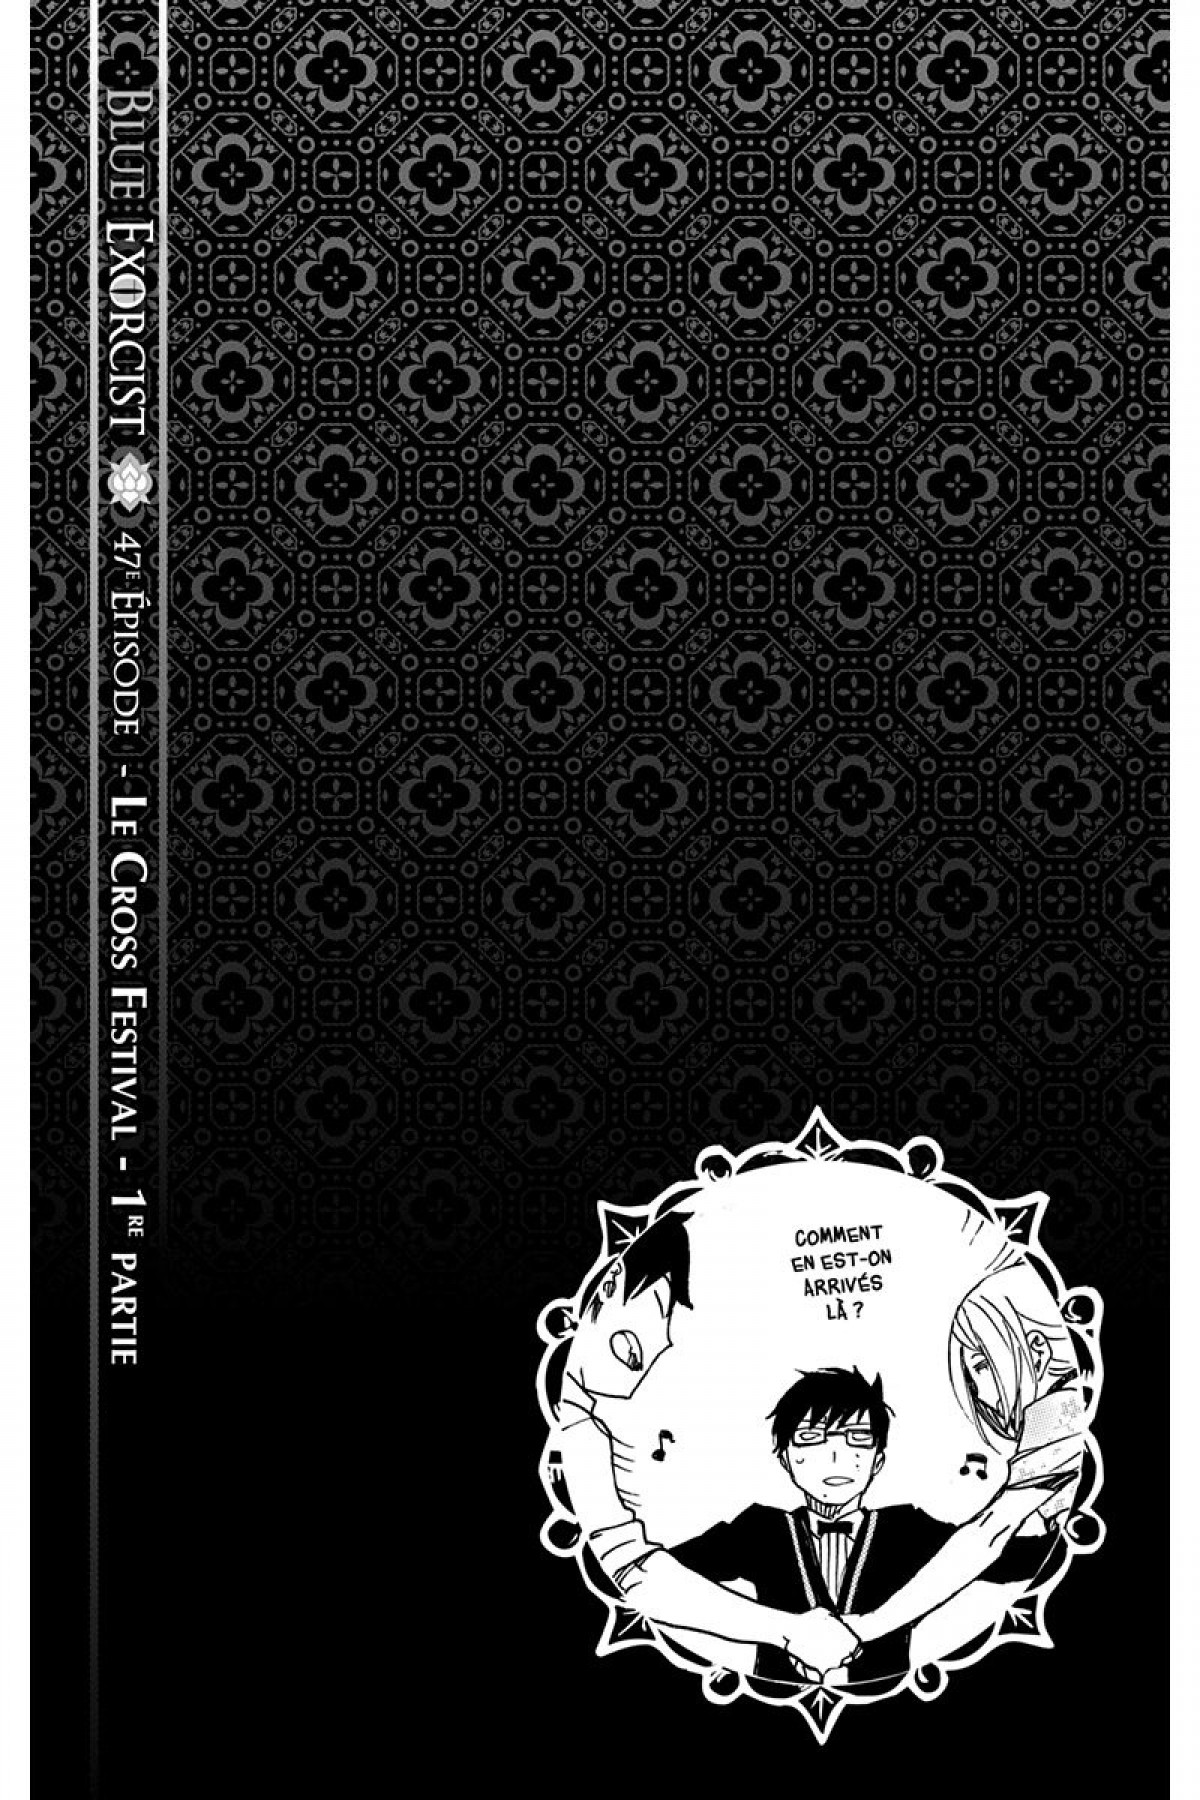 BLUE EXORCIST 47E ÉPISODE - LE CROSS FESTIVAL - 1RE PARTIE
COMMENT
EN EST-ON
ARRIVÉS
LÀ ?